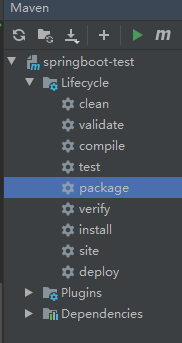 Maven
springboot-test
Lifecycle
clean
validate
compile
test
package
verify
install
site
deploy
Plugins
Dependencies